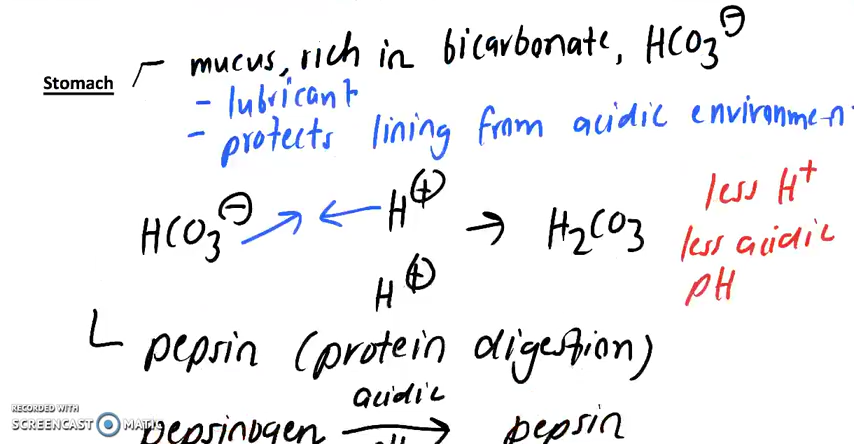 mucus, rich in bicarbonate, HCO3⊖
Stomach
- lubricant
- protects lining from acidic environment
less H+
HCO3⊖ H⊕ → H2CO3
less acidic
pH
H⊕
pepsin (protein digestion)
acidic
pepsinogen → pepsin
pH
RECORDED WITH
SCREENCAST MATIC